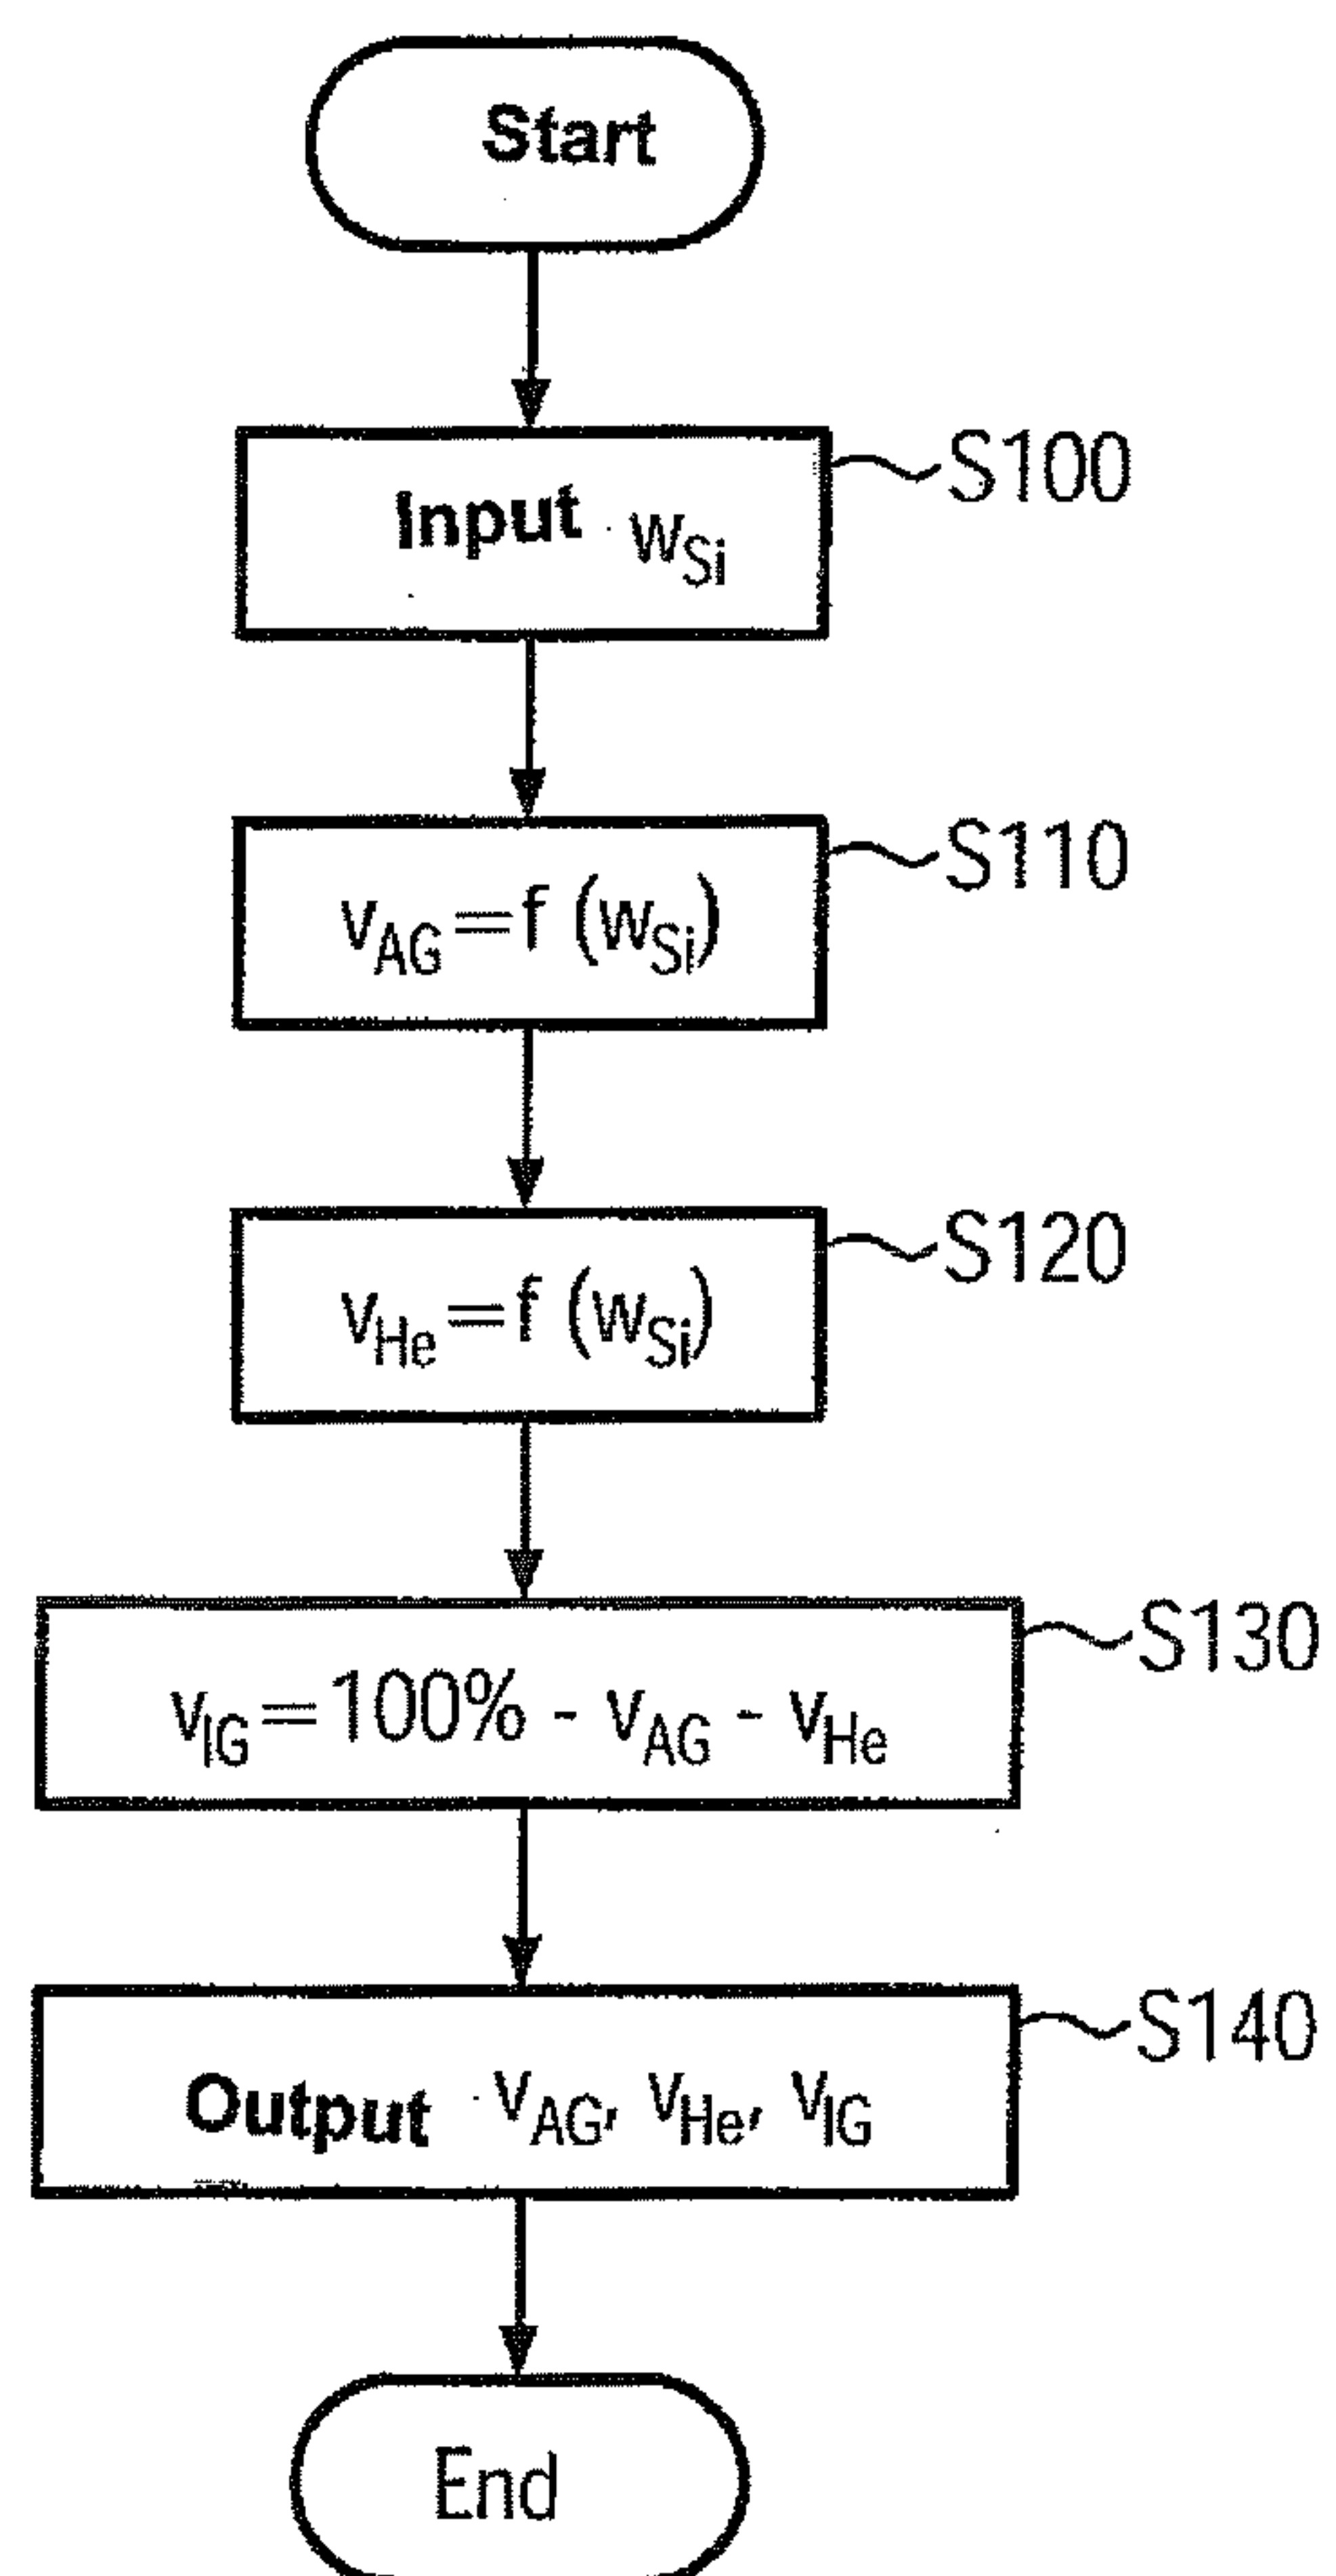 Start
Input w_Si
S100
v_AG = f (w_Si)
S110
v_He = f (w_Si)
S120
v_IG = 100% - v_AG - v_He
S130
Output v_AG, v_He, v_IG
S140
End